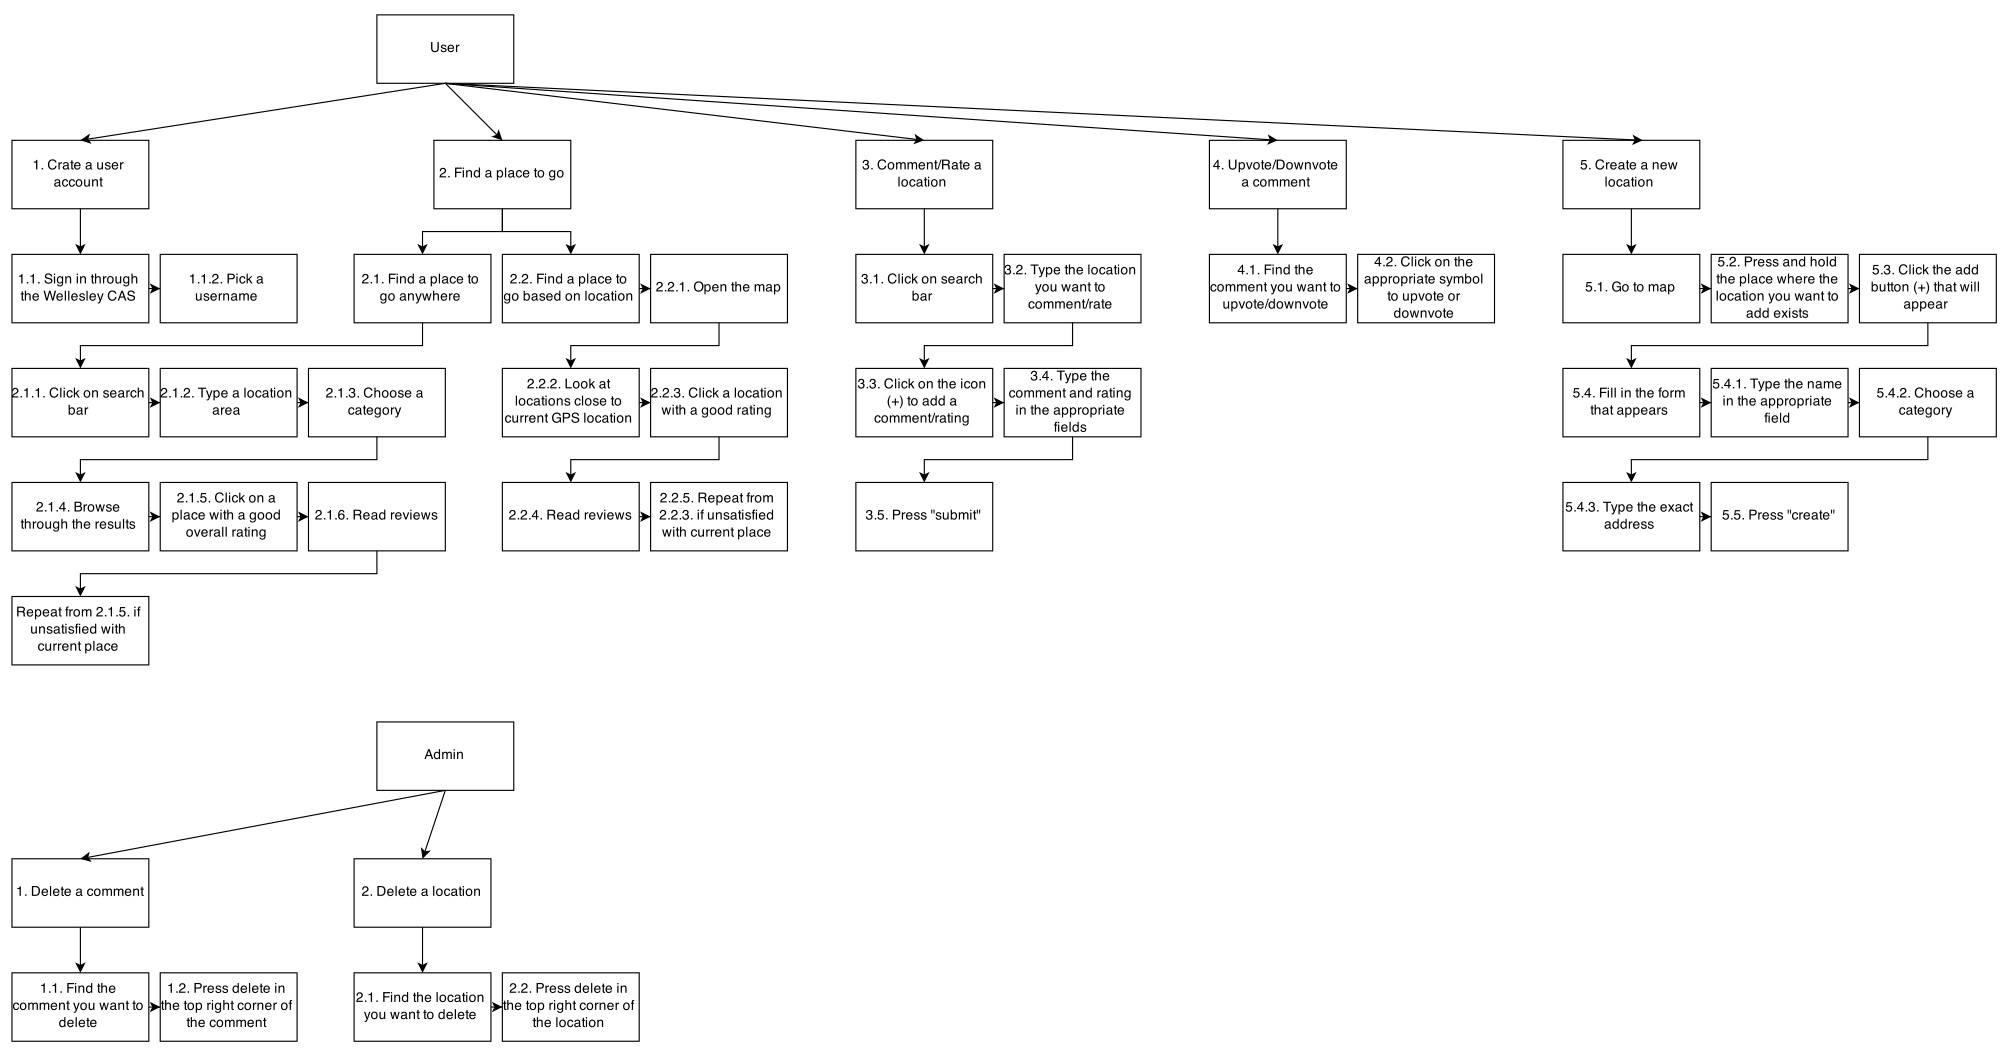 User
1. Crate a user
account
2. Find a place to go
3. Comment/Rate a
location
4. Upvote/Downvote
a comment
5. Create a new
location
1.1. Sign in through
the Wellesley CAS
1.1.2. Pick a
username
2.1. Find a place to
go anywhere
2.2. Find a place to
go based on location
2.2.1. Open the map
3.1. Click on search
bar
3.2. Type the location
you want to
comment/rate
4.1. Find the
comment you want to
upvote/downvote
4.2. Click on the
appropriate symbol
to upvote or
downvote
5.1. Go to map
5.2. Press and hold
the place where the
location you want to
add exists
5.3. Click the add
button (+) that will
appear
2.1.1. Click on search
bar
2.1.2. Type a location
area
2.1.3. Choose a
category
2.2.2. Look at
locations close to
current GPS location
2.2.3. Click a location
with a good rating
3.3. Click on the icon
(+) to add a
comment/rating
3.4. Type the
comment and rating
in the appropriate
fields
5.4. Fill in the form
that appears
5.4.1. Type the name
in the appropriate
field
5.4.2. Choose a
category
2.1.4. Browse
through the results
2.1.5. Click on a
place with a good
overall rating
2.1.6. Read reviews
2.2.4. Read reviews
2.2.5. Repeat from
2.2.3. if unsatisfied
with current place
3.5. Press "submit"
5.4.3. Type the exact
address
5.5. Press "create"
Repeat from 2.1.5. if
unsatisfied with
current place
Admin
1. Delete a comment
2. Delete a location
1.1. Find the
comment you want to
delete
1.2. Press delete in
the top right corner of
the comment
2.1. Find the location
you want to delete
2.2. Press delete in
the top right corner of
the location